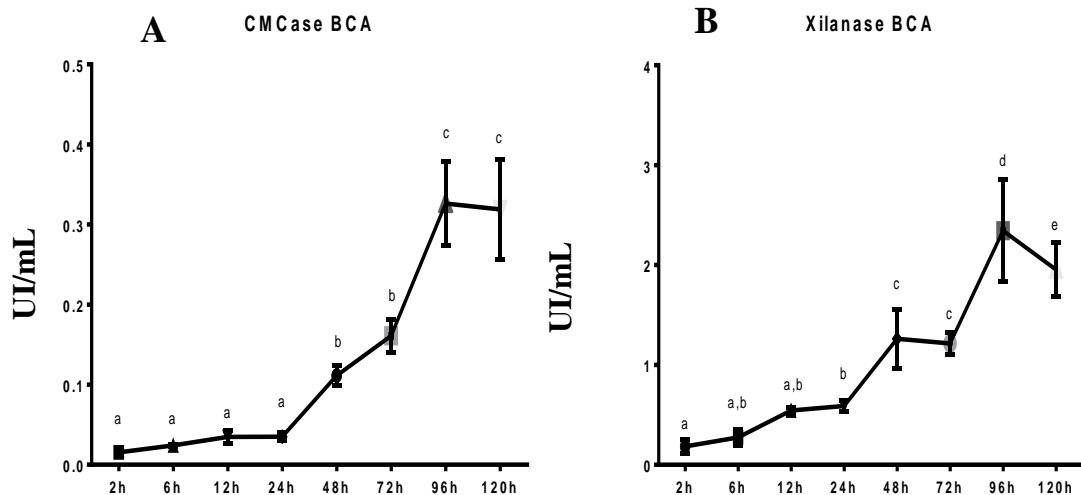 A
CMCase BCA
UI/mL
0.5
0.4
0.3
0.2
0.1
0.0
a
a
a
a
b
b
c
c
2h
6h
12h
24h
48h
72h
96h
120h
B
Xilanase BCA
UI/mL
4
3
2
1
0
a
a,b
a,b
b
c
c
d
e
2h
6h
12h
24h
48h
72h
96h
120h